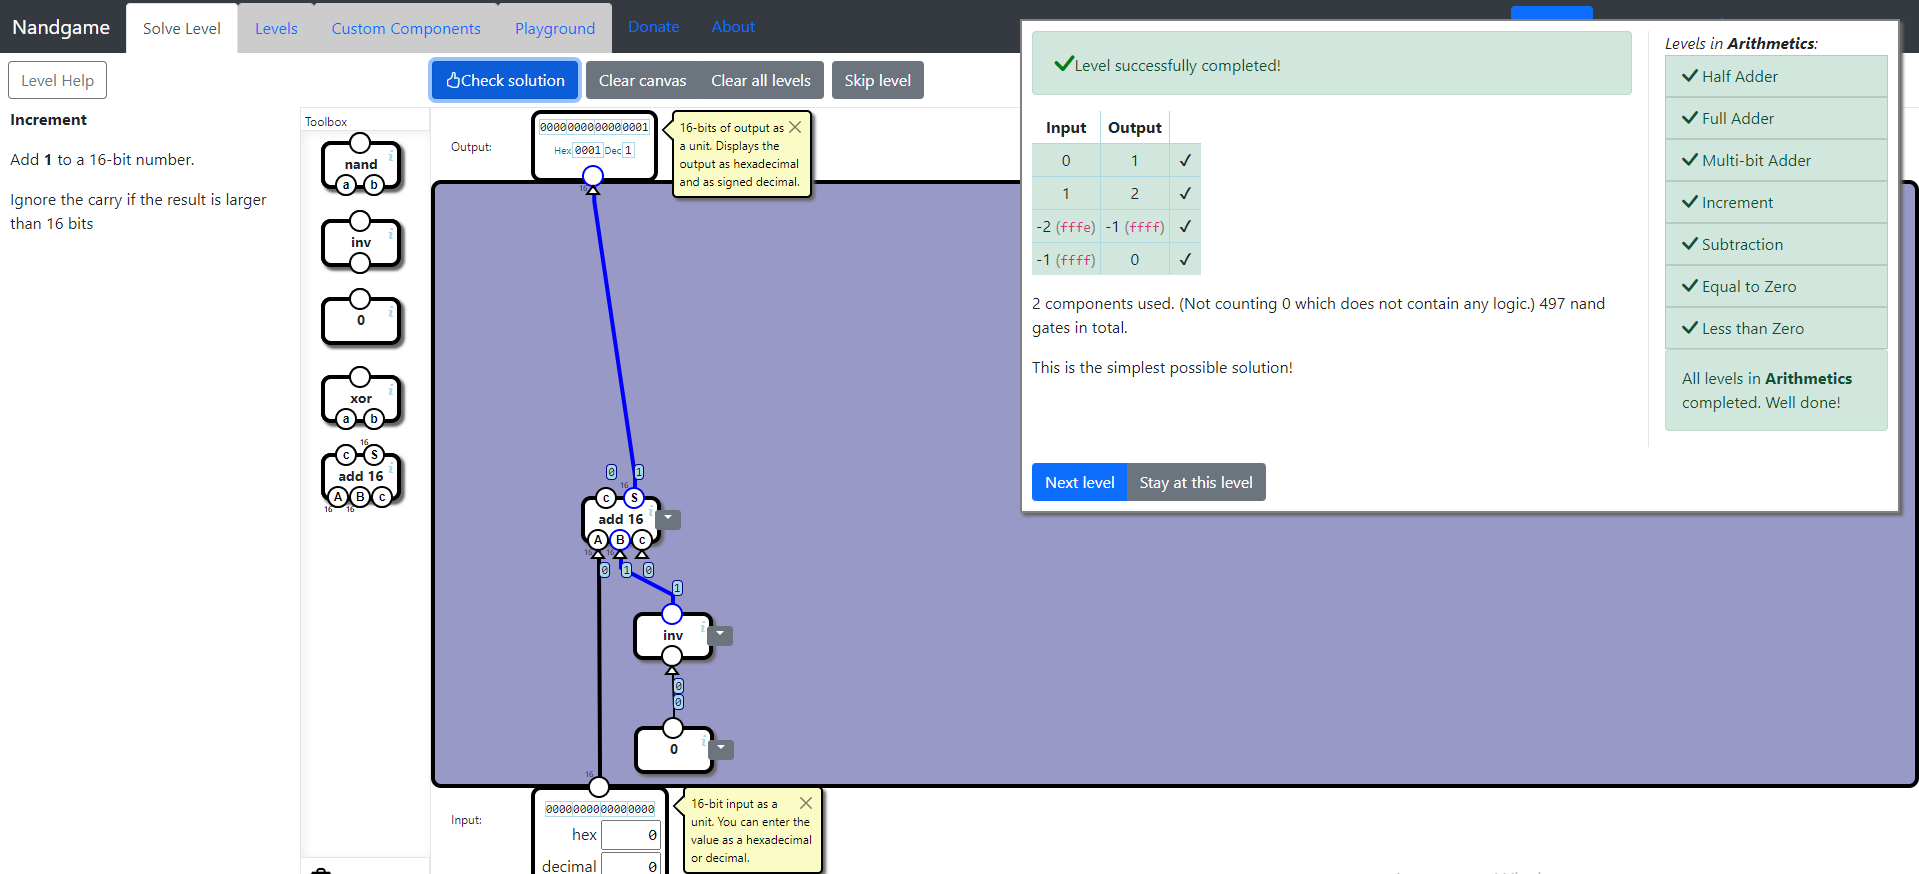 Nandgame
Solve Level
Levels
Custom Components
Playground
Donate
About
Level Help
Check solution
Clear canvas
Clear all levels
Skip level
Increment
Add 1 to a 16-bit number.
Ignore the carry if the result is larger
than 16 bits
Toolbox
nand
a b
inv
0
xor
a b
16
c S
add 16
A B c
16 16
Output:
0000000000000001
Hex 0001 Dec 1
16
16-bits of output as
a unit. Displays the
output as hexadecimal
and as signed decimal.
0 1
16
c S
add 16
A B c
16 16
0 1 0
1
inv
0
0
0
16
Input:
0000000000000000
hex 0
decimal 0
16-bit input as a
unit. You can enter the
value as a hexadecimal
or decimal.
Level successfully completed!
Input Output
0 1 ✓
1 2 ✓
-2 (fffe) -1 (ffff) ✓
-1 (ffff) 0 ✓
2 components used. (Not counting 0 which does not contain any logic.) 497 nand
gates in total.
This is the simplest possible solution!
Next level
Stay at this level
Levels in Arithmetics:
Half Adder
Full Adder
Multi-bit Adder
Increment
Subtraction
Equal to Zero
Less than Zero
All levels in Arithmetics
completed. Well done!